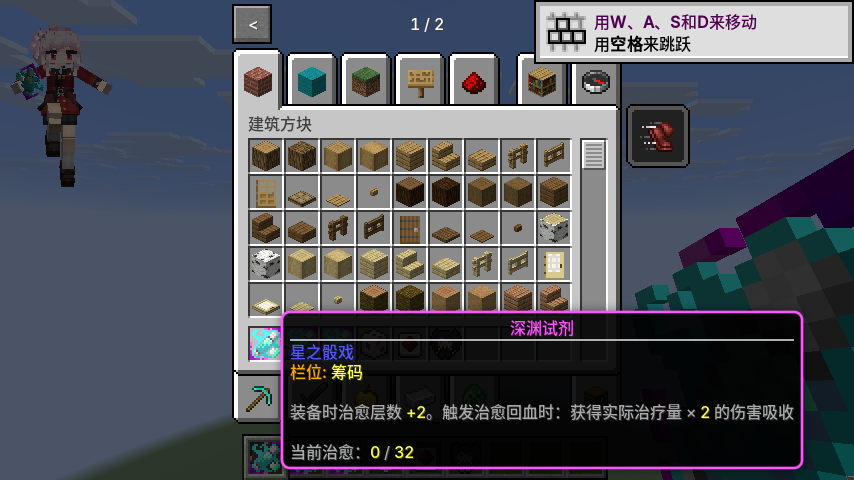 <
1 / 2
用W、A、S和D来移动
用空格来跳跃
建筑方块
深渊试剂
星之骰戏
栏位: 筹码
装备时治愈层数 +2。触发治愈回血时：获得实际治疗量 × 2 的伤害吸收
当前治愈：0 / 32